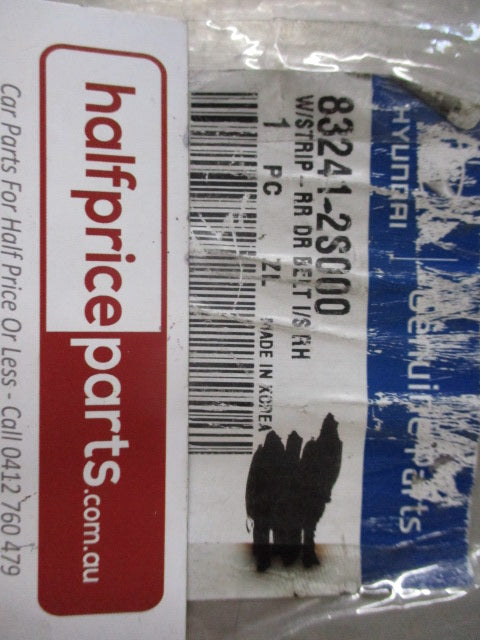 HYUNDAI | Genuine Parts
83241-2S000
W/STRIP - RR DR BELT I/S RH
1 PC ZL MADE IN KOREA
halfpriceparts.com.au
Car Parts For Half Price Or Less - Call 0412 760 479